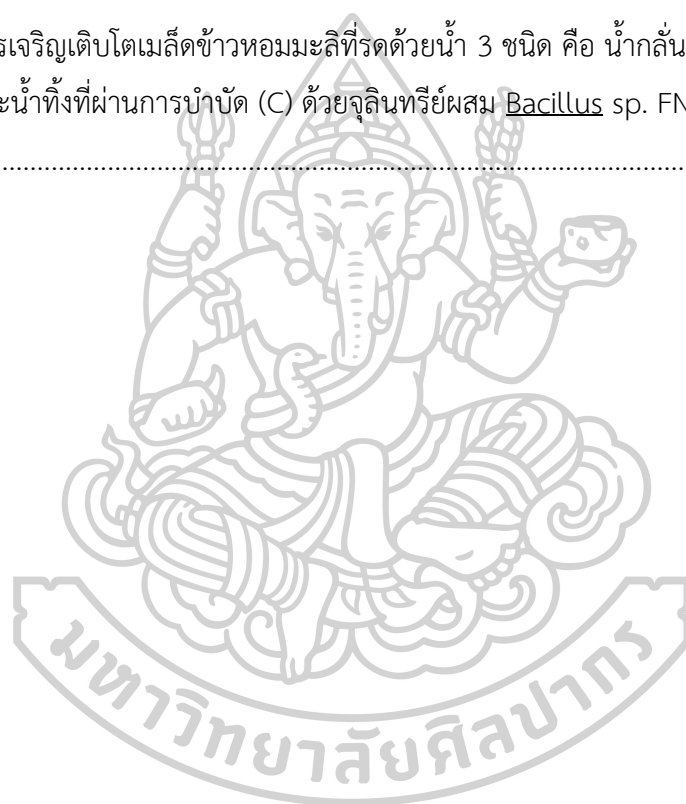 รเจริญเติบโตเมล็ดข้าวหอมมะลิที่รดด้วยน้ำ 3 ชนิด คือ น้ำกลั่น
ะน้ำทิ้งที่ผ่านการบำบัด (C) ด้วยจุลินทรีย์ผสม Bacillus sp. FN
....................................................................................................
มหาวิทยาลัยศิลปากร